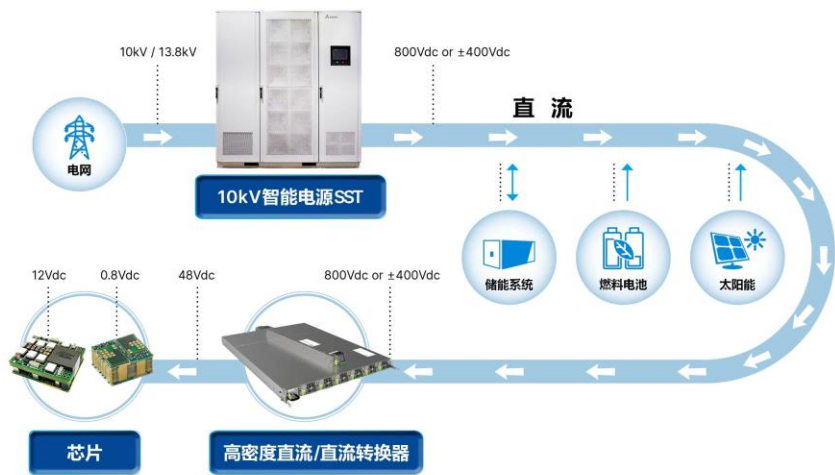 10kV / 13.8kV
800Vdc or ±400Vdc
直 流
电网
10kV智能电源SST
储能系统
燃料电池
太阳能
12Vdc
0.8Vdc
48Vdc
800Vdc or ±400Vdc
芯片
高密度直流/直流转换器